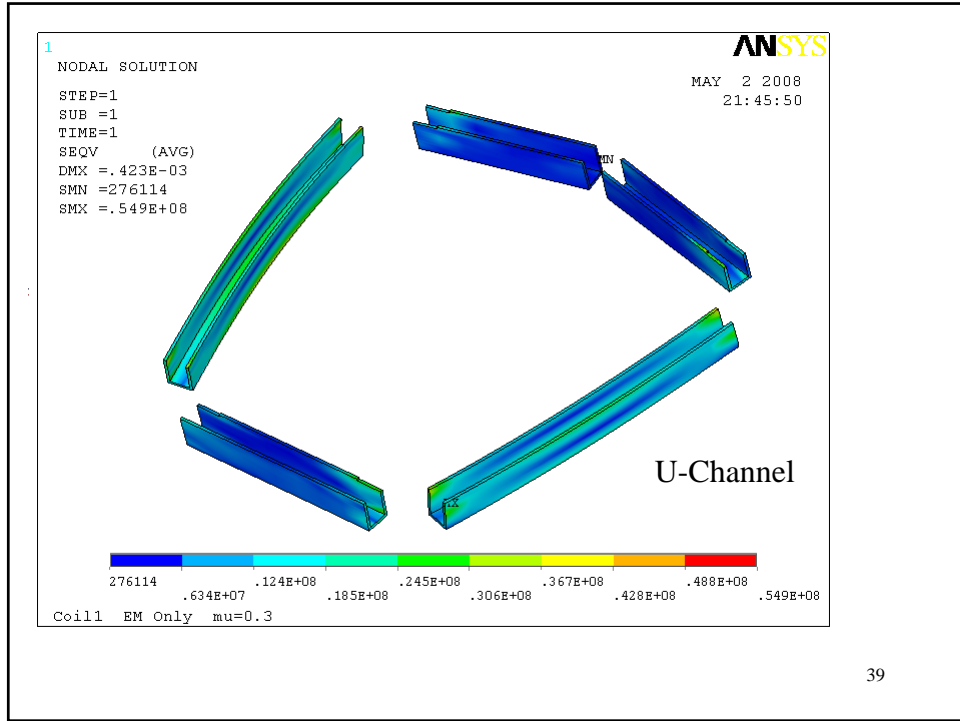 1
ANSYS
NODAL SOLUTION
MAY 2 2008
21:45:50
STEP=1
SUB =1
TIME=1
SEQV (AVG)
DMX =.423E-03
SMN =276114
SMX =.549E+08
MN
U-Channel
276114 .124E+08 .245E+08 .367E+08 .488E+08
.634E+07 .185E+08 .306E+08 .428E+08 .549E+08
Coil1 EM Only mu=0.3
39